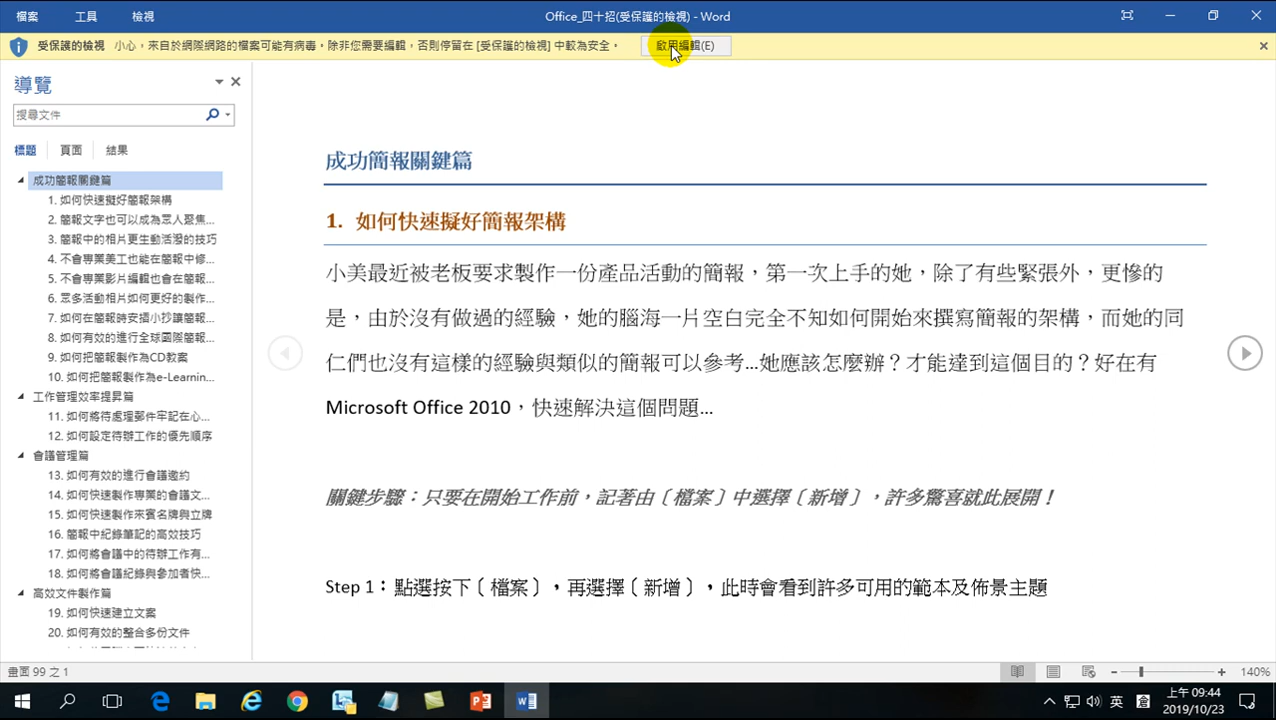 檔案 工具 檢視 Office_四十招(受保護的檢視) - Word
受保護的檢視 小心，來自於網際網路的檔案可能有病毒。除非您需要編輯，否則停留在 [受保護的檢視] 中較為安全。 啟用編輯(E)
導覽
搜尋文件
標題 頁面 結果
成功簡報關鍵篇
1. 如何快速擬好簡報架構
2. 簡報文字也可以成為眾人聚焦...
3. 簡報中的相片更生動活潑的技巧
4. 不會專業美工也能在簡報中修...
5. 不會專業影片編輯也會在簡報...
6. 眾多活動相片如何更好的製作...
7. 如何在簡報時安插小抄讓簡報...
8. 如何有效的進行全球國際簡報...
9. 如何把簡報製作為CD教案
10. 如何把簡報製作為e-Learnin...
工作管理效率提昇篇
11. 如何將待處理郵件牢記在心...
12. 如何設定待辦工作的優先順序
會議管理篇
13. 如何有效的進行會議邀約
14. 如何快速製作專業的會議文...
15. 如何快速製作來賓名牌與立牌
16. 簡報中紀錄筆記的高效技巧
17. 如何將會議中的待辦工作有...
18. 如何將會議紀錄與參加者快...
高效文件製作篇
19. 如何快速建立文案
20. 如何有效的整合多份文件
成功簡報關鍵篇
1. 如何快速擬好簡報架構
小美最近被老板要求製作一份產品活動的簡報，第一次上手的她，除了有些緊張外，更慘的
是，由於沒有做過的經驗，她的腦海一片空白完全不知如何開始來撰寫簡報的架構，而她的同
仁們也沒有這樣的經驗與類似的簡報可以參考...她應該怎麼辦？才能達到這個目的？好在有
Microsoft Office 2010，快速解決這個問題...
關鍵步驟：只要在開始工作前，記著由〔檔案〕中選擇〔新增〕，許多驚喜就此展開！
Step 1：點選按下〔檔案〕，再選擇〔新增〕，此時會看到許多可用的範本及佈景主題
畫面 99 之 1 140%
英 上午 09:44
2019/10/23